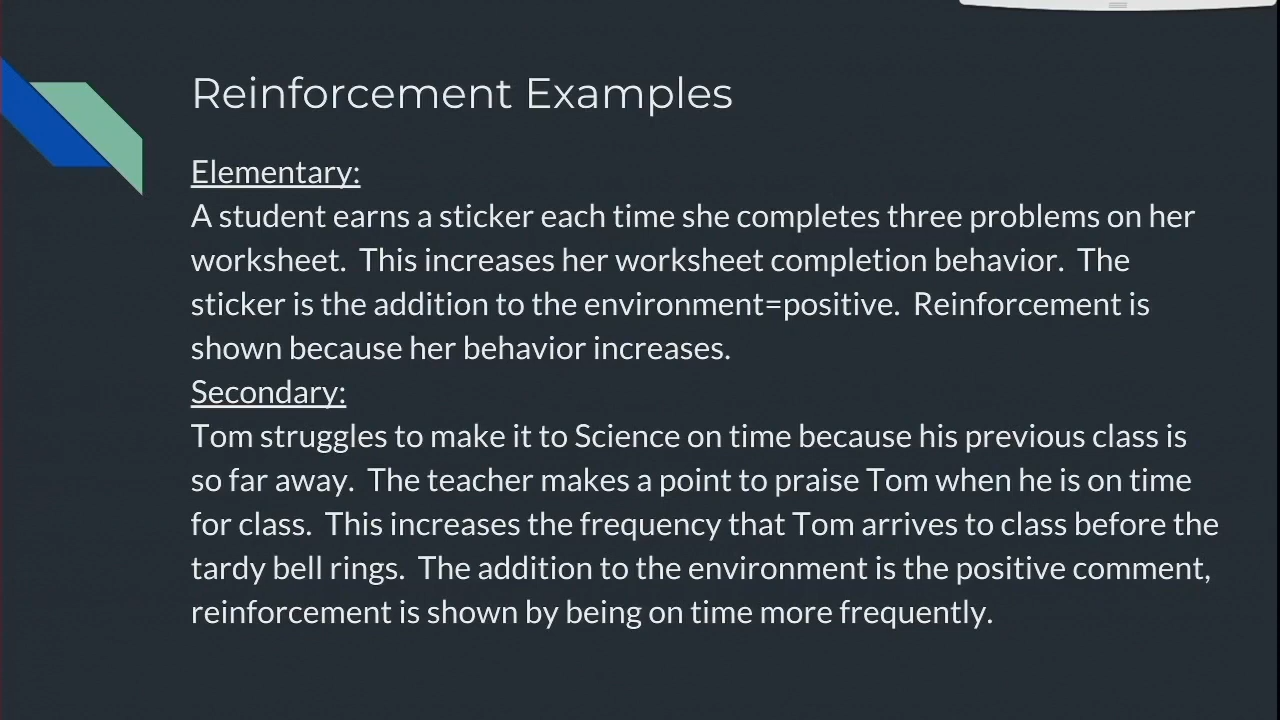 Reinforcement Examples
Elementary:
A student earns a sticker each time she completes three problems on her
worksheet.  This increases her worksheet completion behavior.  The
sticker is the addition to the environment=positive.  Reinforcement is
shown because her behavior increases.
Secondary:
Tom struggles to make it to Science on time because his previous class is
so far away.  The teacher makes a point to praise Tom when he is on time
for class.  This increases the frequency that Tom arrives to class before the
tardy bell rings.  The addition to the environment is the positive comment,
reinforcement is shown by being on time more frequently.